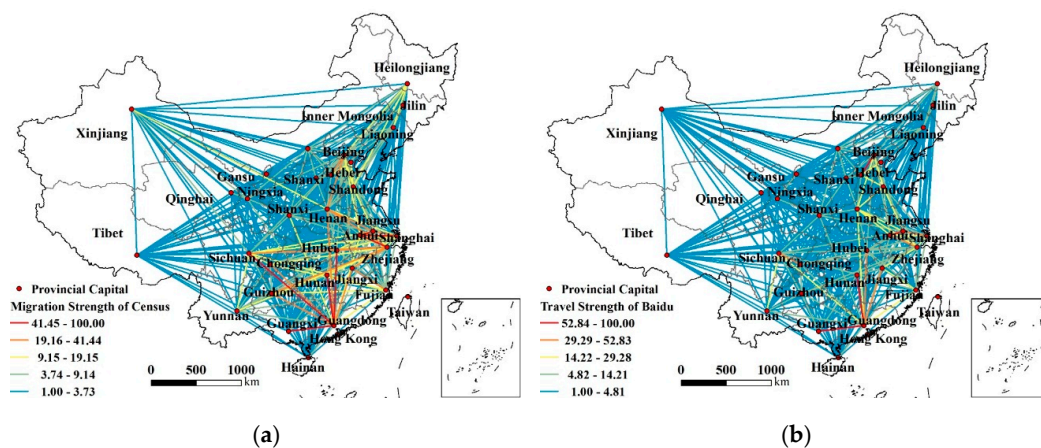 Heilongjiang
Jilin
Inner Mongolia
Liaoning
Xinjiang
Beijing
Hebei
Gansu
Shanxi
Ningxia
Shandong
Qinghai
Shanxi
Henan
Jiangsu
Tibet
Anhui
Shanghai
Hubei
Sichuan
Chongqing
Zhejiang
Hunan
Jiangxi
Guizhou
Fujian
Yunnan
Taiwan
Guangxi
Guangdong
Hong Kong
Hainan
Provincial Capital
Migration Strength of Census
41.45 - 100.00
19.16 - 41.44
9.15 - 19.15
3.74 - 9.14
1.00 - 3.73
0 500 1000
km
(a)
Heilongjiang
Jilin
Inner Mongolia
Liaoning
Xinjiang
Beijing
Hebei
Gansu
Shanxi
Ningxia
Shandong
Qinghai
Shanxi
Henan
Jiangsu
Tibet
Anhui
Shanghai
Hubei
Sichuan
Chongqing
Zhejiang
Hunan
Jiangxi
Guizhou
Fujian
Yunnan
Taiwan
Guangxi
Guangdong
Hong Kong
Hainan
Provincial Capital
Travel Strength of Baidu
52.84 - 100.00
29.29 - 52.83
14.22 - 29.28
4.82 - 14.21
1.00 - 4.81
0 500 1000
km
(b)